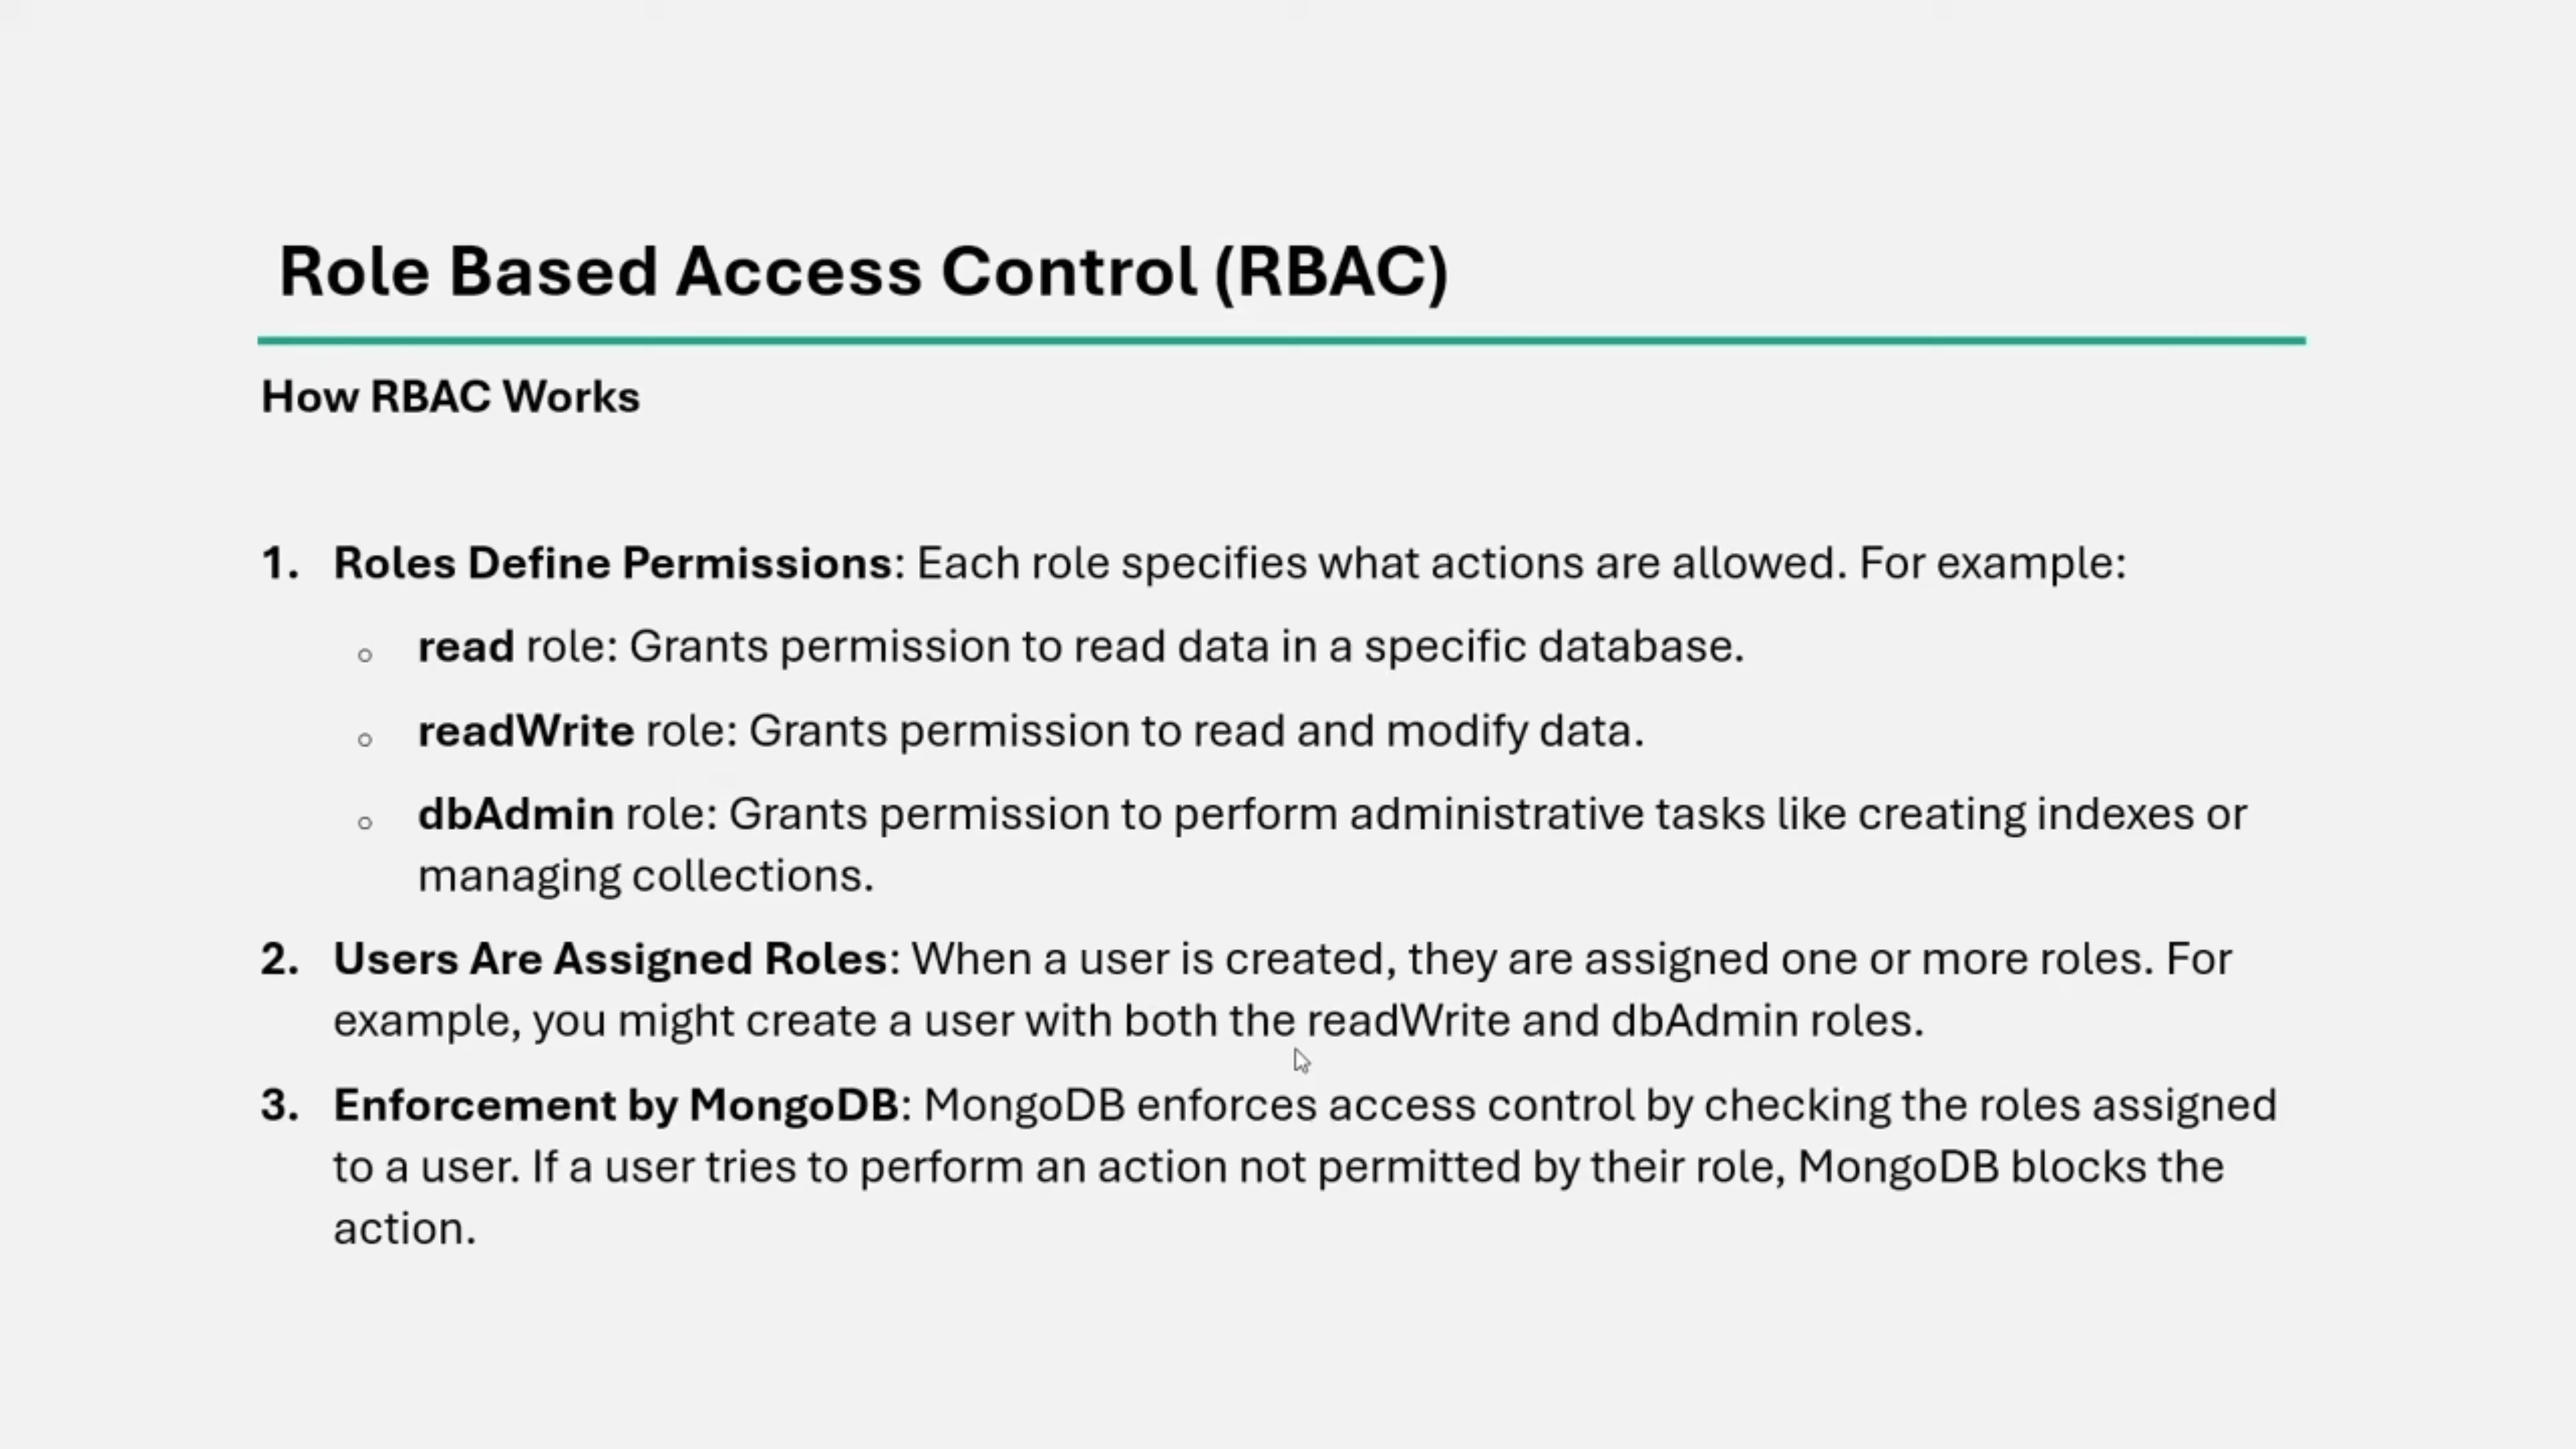 Role Based Access Control (RBAC)
How RBAC Works
1. Roles Define Permissions: Each role specifies what actions are allowed. For example:
○ read role: Grants permission to read data in a specific database.
○ readWrite role: Grants permission to read and modify data.
○ dbAdmin role: Grants permission to perform administrative tasks like creating indexes or
managing collections.
2. Users Are Assigned Roles: When a user is created, they are assigned one or more roles. For
example, you might create a user with both the readWrite and dbAdmin roles.
3. Enforcement by MongoDB: MongoDB enforces access control by checking the roles assigned
to a user. If a user tries to perform an action not permitted by their role, MongoDB blocks the
action.